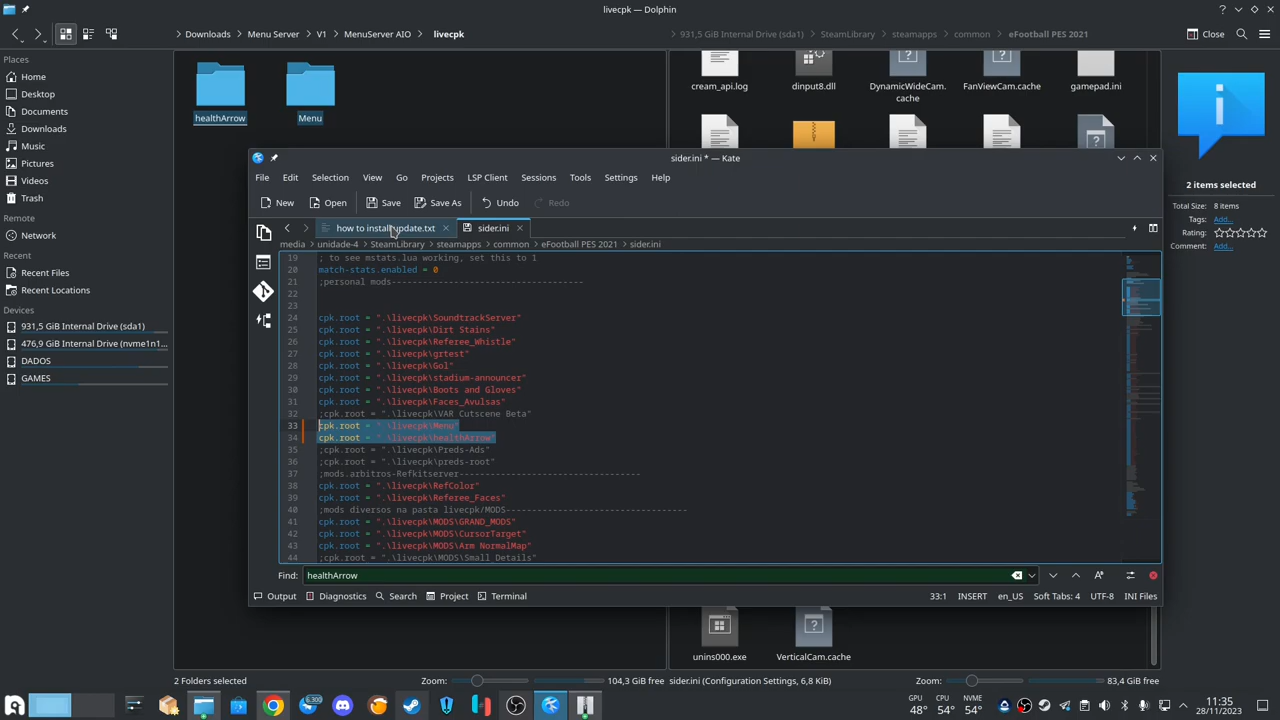 livecpk — Dolphin
Downloads > Menu Server > V1 > MenuServer AIO > livecpk
931,5 GiB Internal Drive (sda1) > SteamLibrary > steamapps > common > eFootball PES 2021
Close
Places
Home
Desktop
Documents
Downloads
Music
Pictures
Videos
Trash
Remote
Network
Recent
Recent Files
Recent Locations
Devices
931,5 GiB Internal Drive (sda1)
476,9 GiB Internal Drive (nvme1n1...
DADOS
GAMES
healthArrow
Menu
cream_api.log
dinput8.dll
DynamicWideCam.cache
FanViewCam.cache
gamepad.ini
2 items selected
Total Size: 8 items
Tags: Add...
Rating:
Comment: Add...
sider.ini * — Kate
File Edit Selection View Go Projects LSP Client Sessions Tools Settings Help
New Open Save Save As Undo Redo
how to install update.txt
sider.ini
media > unidade-4 > SteamLibrary > steamapps > common > eFootball PES 2021 > sider.ini
19 ; to see mstats.lua working, set this to 1
20 match-stats.enabled = 0
21 ;personal mods-----------------------------------
22
23
24 cpk.root = ".\livecpk\SoundtrackServer"
25 cpk.root = ".\livecpk\Dirt Stains"
26 cpk.root = ".\livecpk\Referee_Whistle"
27 cpk.root = ".\livecpk\grtest"
28 cpk.root = ".\livecpk\Gol"
29 cpk.root = ".\livecpk\stadium-announcer"
30 cpk.root = ".\livecpk\Boots and Gloves"
31 cpk.root = ".\livecpk\Faces_Avulsas"
32 ;cpk.root = ".\livecpk\VAR Cutscene Beta"
33 cpk.root = ".\livecpk\Menu"
34 cpk.root = ".\livecpk\healthArrow"
35 ;cpk.root = ".\livecpk\Preds-Ads"
36 ;cpk.root = ".\livecpk\preds-root"
37 ;mods.arbitros-Refkitserver---------------------------------
38 cpk.root = ".\livecpk\RefColor"
39 cpk.root = ".\livecpk\Referee_Faces"
40 ;mods diversos na pasta livecpk/MODS---------------------------------
41 cpk.root = ".\livecpk\MODS\GRAND_MODS"
42 cpk.root = ".\livecpk\MODS\CursorTarget"
43 cpk.root = ".\livecpk\MODS\Arm NormalMap"
44 ;cpk.root = ".\livecpk\MODS\Small Details"
Find: healthArrow
Output Diagnostics Search Project Terminal
33:1 INSERT en_US Soft Tabs: 4 UTF-8 INI Files
unins000.exe
VerticalCam.cache
2 Folders selected
Zoom:
104,3 GiB free
sider.ini (Configuration Settings, 6,8 KiB)
Zoom:
83,4 GiB free
GPU 48° CPU 54° NVME 54°
11:35
28/11/2023